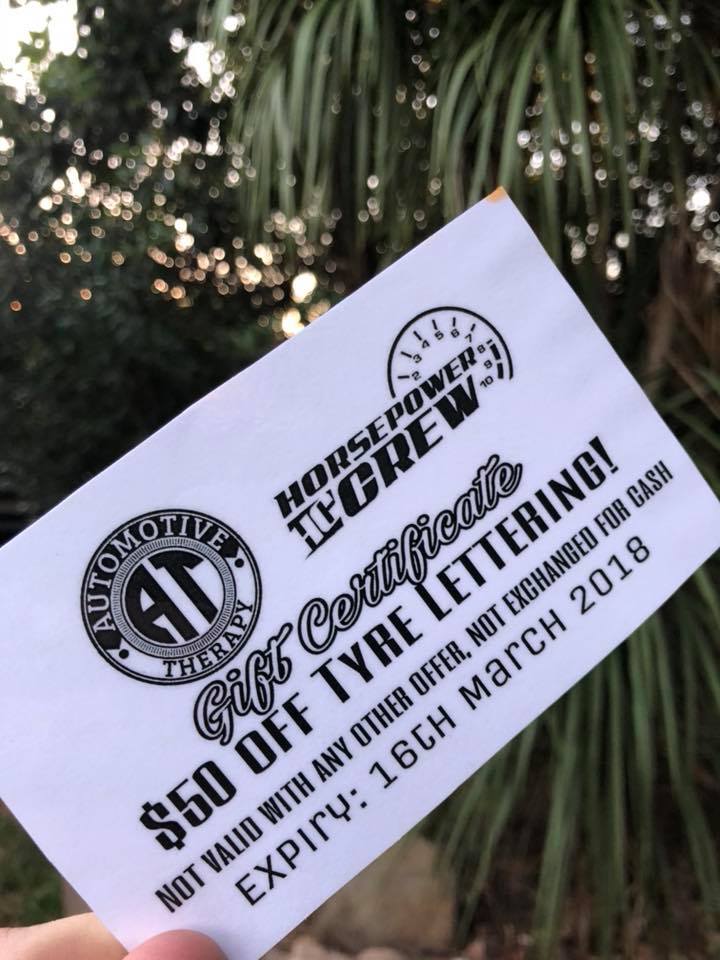 2 3 4 5 6 7 8 9 10
HORSEPOWER
CREW
AUTOMOTIVE
AT
THERAPY
Gift Certificate
$50 OFF TYRE LETTERING!
NOT VALID WITH ANY OTHER OFFER, NOT EXCHANGED FOR CASH
EXPIRY: 16TH MARCH 2018